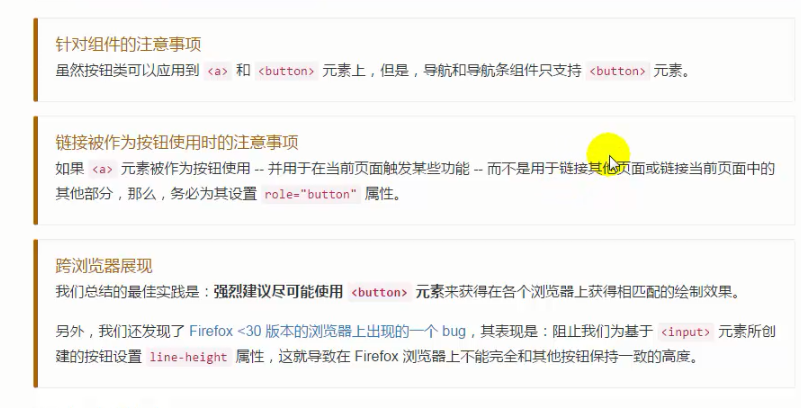 针对组件的注意事项
虽然按钮类可以应用到 <a> 和 <button> 元素上，但是，导航和导航条组件只支持 <button> 元素。
链接被作为按钮使用时的注意事项
如果 <a> 元素被作为按钮使用 -- 并用于在当前页面触发某些功能 -- 而不是用于链接其他页面或链接当前页面中的
其他部分，那么，务必为其设置 role="button" 属性。
跨浏览器展现
我们总结的最佳实践是：强烈建议尽可能使用 <button> 元素来获得在各个浏览器上获得相匹配的绘制效果。
另外，我们还发现了 Firefox <30 版本的浏览器上出现的一个 bug，其表现是：阻止我们为基于 <input> 元素所创
建的按钮设置 line-height 属性，这就导致在 Firefox 浏览器上不能完全和其他按钮保持一致的高度。